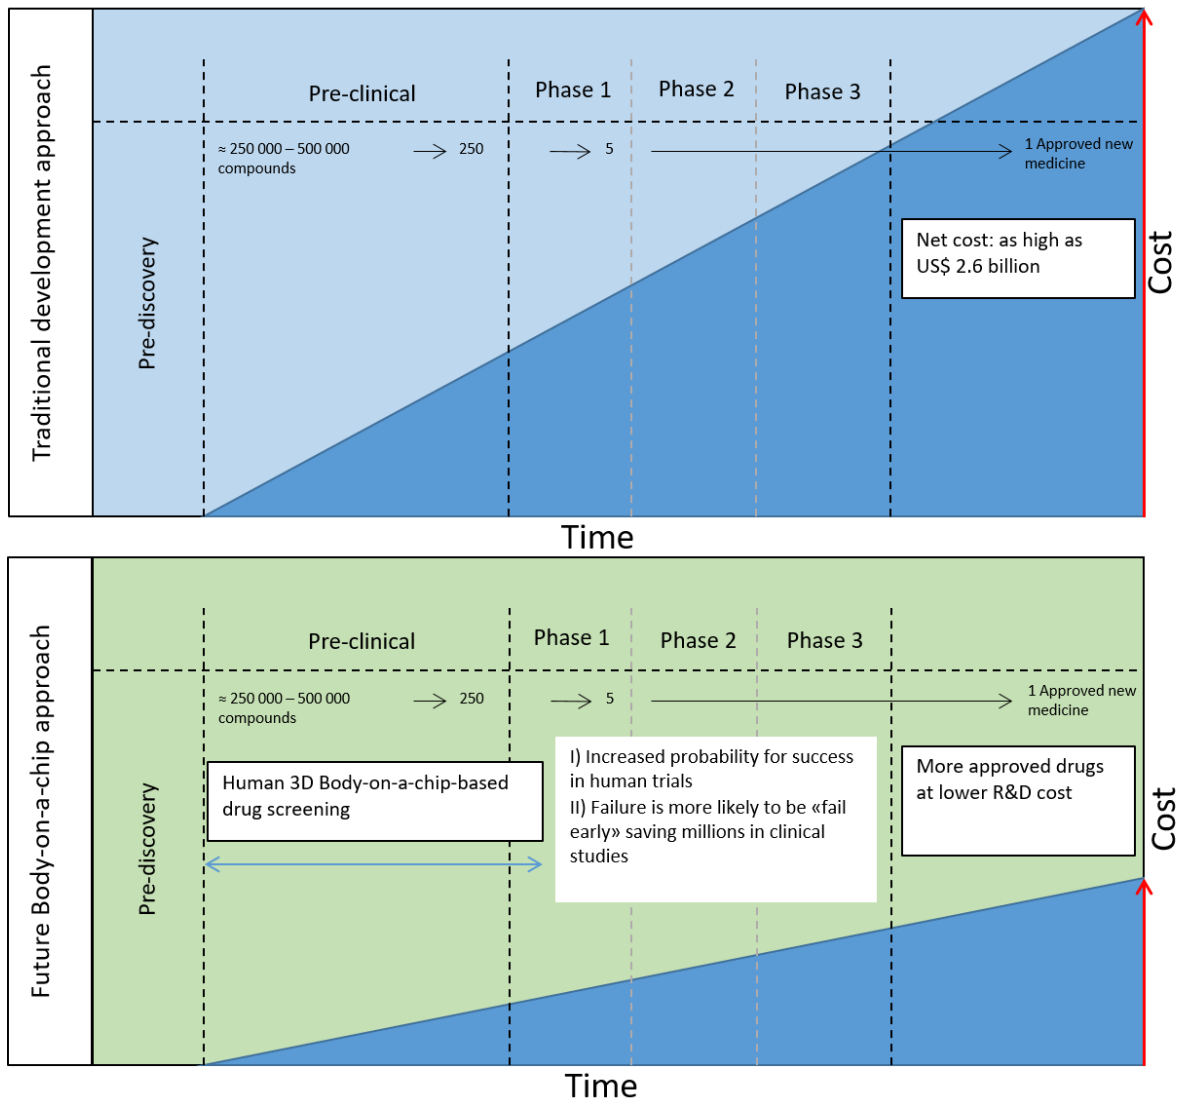 Traditional development approach
Pre-discovery
Pre-clinical
Phase 1
Phase 2
Phase 3
≈ 250 000 – 500 000
compounds
250
5
1 Approved new
medicine
Net cost: as high as
US$ 2.6 billion
Cost
Time
Future Body-on-a-chip approach
Pre-discovery
Pre-clinical
Phase 1
Phase 2
Phase 3
≈ 250 000 – 500 000
compounds
250
5
1 Approved new
medicine
Human 3D Body-on-a-chip-based
drug screening
I) Increased probability for success
in human trials
II) Failure is more likely to be «fail
early» saving millions in clinical
studies
More approved drugs
at lower R&D cost
Cost
Time